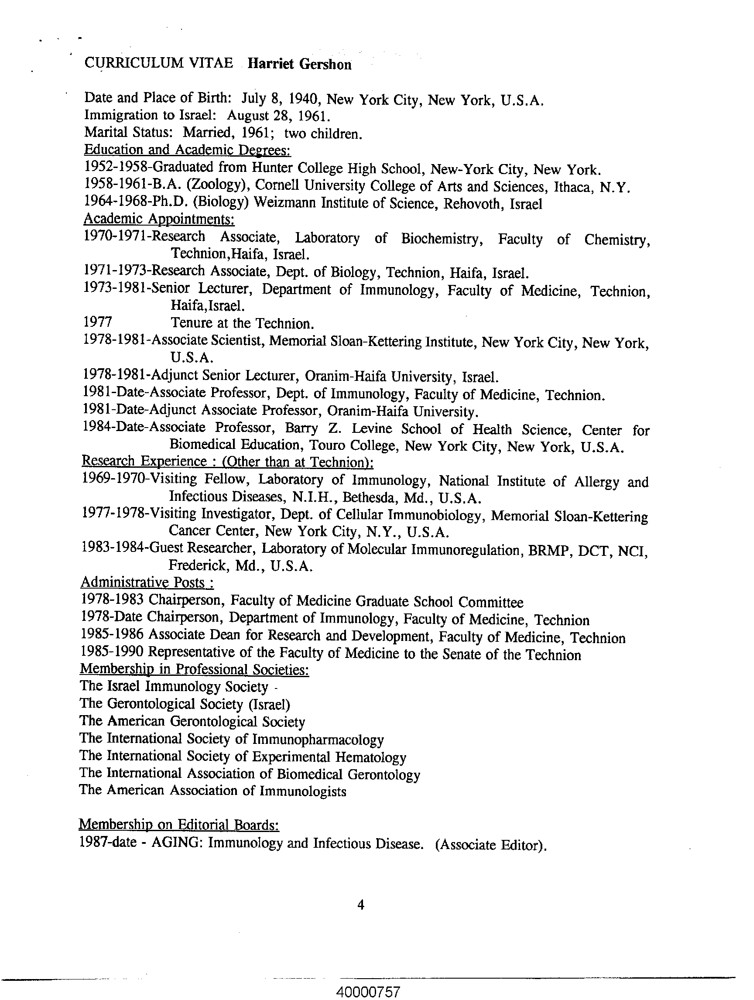 CURRICULUM VITAE Harriet Gershon
Date and Place of Birth: July 8, 1940, New York City, New York, U.S.A.
Immigration to Israel: August 28, 1961.
Marital Status: Married, 1961; two children.
Education and Academic Degrees:
1952-1958-Graduated from Hunter College High School, New-York City, New York.
1958-1961-B.A. (Zoology), Cornell University College of Arts and Sciences, Ithaca, N.Y.
1964-1968-Ph.D. (Biology) Weizmann Institute of Science, Rehovoth, Israel
Academic Appointments:
1970-1971-Research Associate, Laboratory of Biochemistry, Faculty of Chemistry,
Technion,Haifa, Israel.
1971-1973-Research Associate, Dept. of Biology, Technion, Haifa, Israel.
1973-1981-Senior Lecturer, Department of Immunology, Faculty of Medicine, Technion,
Haifa,Israel.
1977 Tenure at the Technion.
1978-1981-Associate Scientist, Memorial Sloan-Kettering Institute, New York City, New York,
U.S.A.
1978-1981-Adjunct Senior Lecturer, Oranim-Haifa University, Israel.
1981-Date-Associate Professor, Dept. of Immunology, Faculty of Medicine, Technion.
1981-Date-Adjunct Associate Professor, Oranim-Haifa University.
1984-Date-Associate Professor, Barry Z. Levine School of Health Science, Center for
Biomedical Education, Touro College, New York City, New York, U.S.A.
Research Experience : (Other than at Technion):
1969-1970-Visiting Fellow, Laboratory of Immunology, National Institute of Allergy and
Infectious Diseases, N.I.H., Bethesda, Md., U.S.A.
1977-1978-Visiting Investigator, Dept. of Cellular Immunobiology, Memorial Sloan-Kettering
Cancer Center, New York City, N.Y., U.S.A.
1983-1984-Guest Researcher, Laboratory of Molecular Immunoregulation, BRMP, DCT, NCI,
Frederick, Md., U.S.A.
Administrative Posts :
1978-1983 Chairperson, Faculty of Medicine Graduate School Committee
1978-Date Chairperson, Department of Immunology, Faculty of Medicine, Technion
1985-1986 Associate Dean for Research and Development, Faculty of Medicine, Technion
1985-1990 Representative of the Faculty of Medicine to the Senate of the Technion
Membership in Professional Societies:
The Israel Immunology Society -
The Gerontological Society (Israel)
The American Gerontological Society
The International Society of Immunopharmacology
The International Society of Experimental Hematology
The International Association of Biomedical Gerontology
The American Association of Immunologists
Membership on Editorial Boards:
1987-date - AGING: Immunology and Infectious Disease. (Associate Editor).
4
40000757